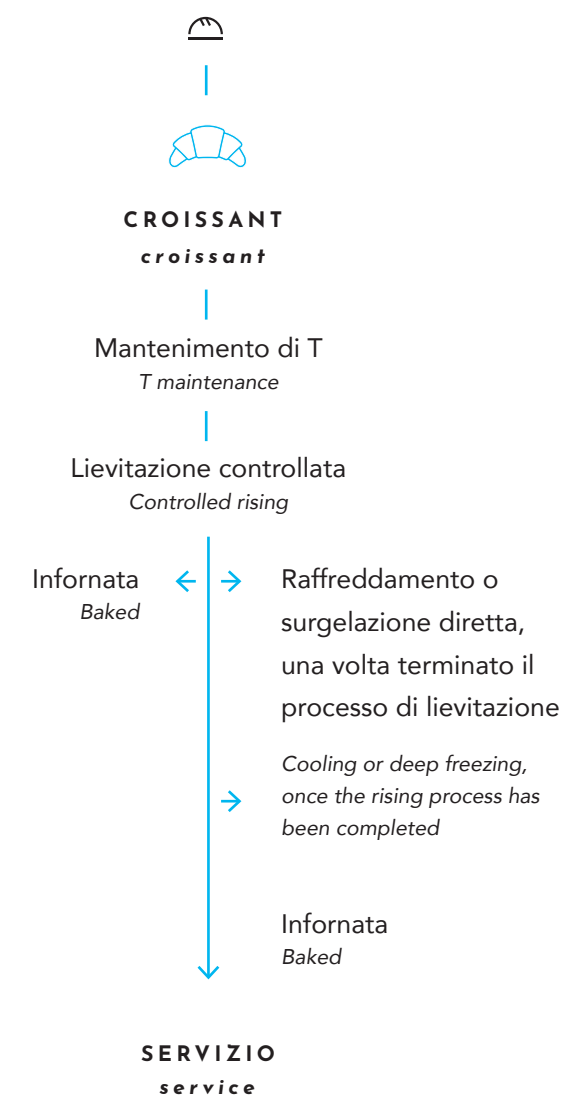 CROISSANT
croissant
Mantenimento di T
T maintenance
Lievitazione controllata
Controlled rising
Infornata
Baked
Raffreddamento o
surgelazione diretta,
una volta terminato il
processo di lievitazione
Cooling or deep freezing,
once the rising process has
been completed
Infornata
Baked
SERVIZIO
service